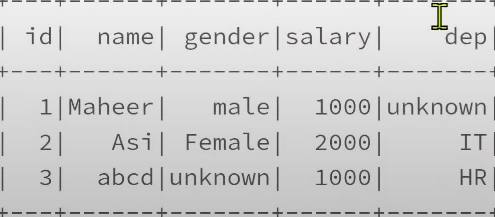 +---+------+-------+------+-------+
| id|  name| gender|salary|    dep
+---+------+-------+------+-------+
|  1|Maheer|   male|  1000|unknown
|  2|   Asi| Female|  2000|     IT|
|  3|  abcd|unknown|  1000|     HR|
+---+------+-------+------+-------+